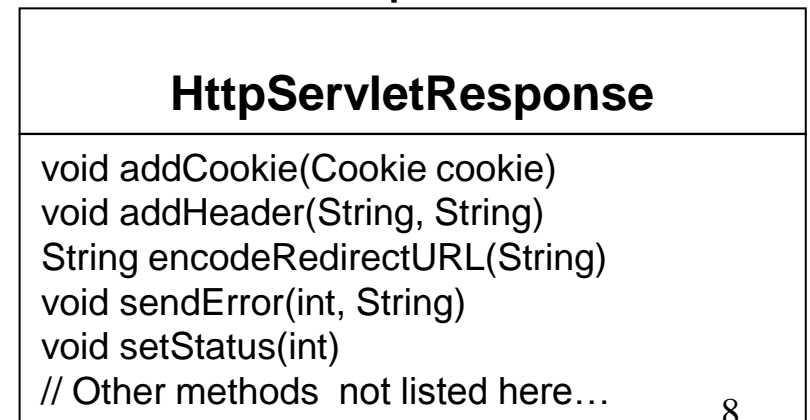 HttpServletResponse
void addCookie(Cookie cookie)
void addHeader(String, String)
String encodeRedirectURL(String)
void sendError(int, String)
void setStatus(int)
// Other methods not listed here…
8